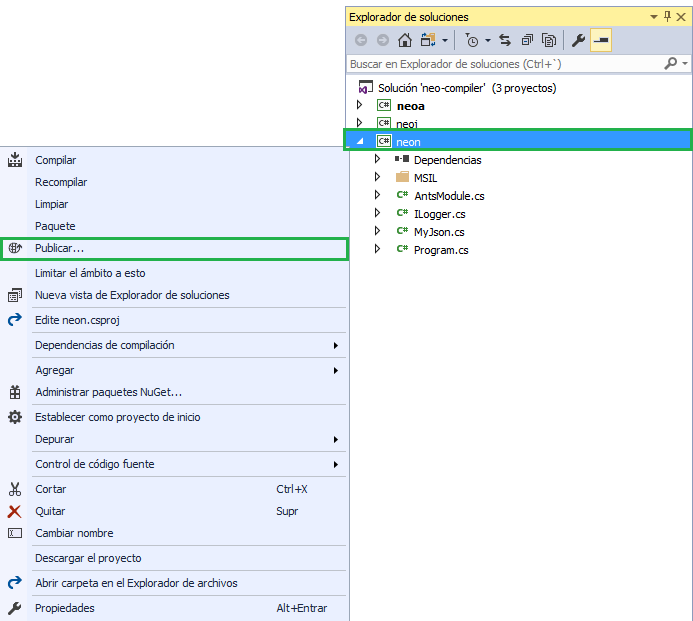 Explorador de soluciones
Buscar en Explorador de soluciones (Ctrl+`)
Solución 'neo-compiler' (3 proyectos)
C# neoa
C# neoj
C# neon
Dependencias
MSIL
C# AntsModule.cs
C# ILogger.cs
C# MyJson.cs
C# Program.cs
Compilar
Recompilar
Limpiar
Paquete
Publicar...
Limitar el ámbito a esto
Nueva vista de Explorador de soluciones
Edite neon.csproj
Dependencias de compilación
Agregar
Administrar paquetes NuGet...
Establecer como proyecto de inicio
Depurar
Control de código fuente
Cortar Ctrl+X
Quitar Supr
Cambiar nombre
Descargar el proyecto
Abrir carpeta en el Explorador de archivos
Propiedades Alt+Entrar